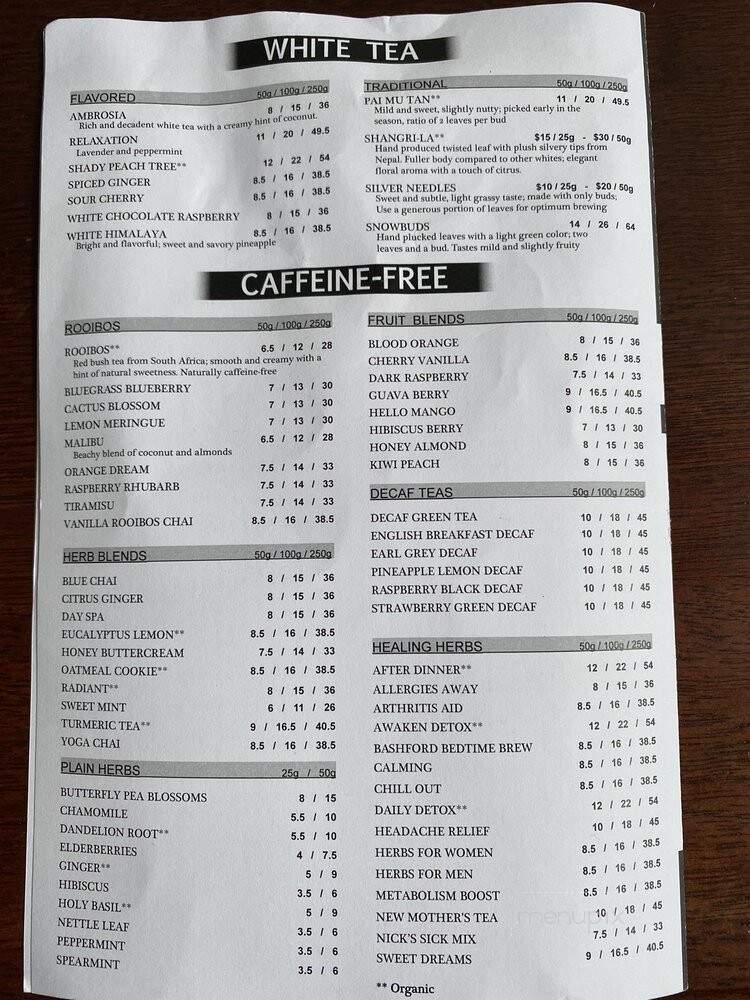 WHITE TEA
FLAVORED 50g / 100g / 250g
AMBROSIA 8 / 15 / 36
Rich and decadent white tea with a creamy hint of coconut.
RELAXATION 11 / 20 / 49.5
Lavender and peppermint
SHADY PEACH TREE** 12 / 22 / 54
SPICED GINGER 8.5 / 16 / 38.5
SOUR CHERRY 8.5 / 16 / 38.5
WHITE CHOCOLATE RASPBERRY 8 / 15 / 36
WHITE HIMALAYA 8.5 / 16 / 38.5
Bright and flavorful; sweet and savory pineapple
TRADITIONAL 50g / 100g / 250g
PAI MU TAN** 11 / 20 / 49.5
Mild and sweet, slightly nutty; picked early in the
season, ratio of 2 leaves per bud
SHANGRI-LA** $15 / 25g - $30 / 50g
Hand produced twisted leaf with plush silvery tips from
Nepal. Fuller body compared to other whites; elegant
floral aroma with a touch of citrus.
SILVER NEEDLES $10 / 25g - $20 / 50g
Sweet and subtle, light grassy taste; made with only buds;
Use a generous portion of leaves for optimum brewing
SNOWBUDS 14 / 26 / 64
Hand plucked leaves with a light green color; two
leaves and a bud. Tastes mild and slightly fruity
CAFFEINE-FREE
ROOIBOS 50g / 100g / 250g
ROOIBOS** 6.5 / 12 / 28
Red bush tea from South Africa; smooth and creamy with a
hint of natural sweetness. Naturally caffeine-free
BLUEGRASS BLUEBERRY 7 / 13 / 30
CACTUS BLOSSOM 7 / 13 / 30
LEMON MERINGUE 7 / 13 / 30
MALIBU 6.5 / 12 / 28
Beachy blend of coconut and almonds
ORANGE DREAM 7.5 / 14 / 33
RASPBERRY RHUBARB 7.5 / 14 / 33
TIRAMISU 7.5 / 14 / 33
VANILLA ROOIBOS CHAI 8.5 / 16 / 38.5
HERB BLENDS 50g / 100g / 250g
BLUE CHAI 8 / 15 / 36
CITRUS GINGER 8 / 15 / 36
DAY SPA 8 / 15 / 36
EUCALYPTUS LEMON** 8.5 / 16 / 38.5
HONEY BUTTERCREAM 7.5 / 14 / 33
OATMEAL COOKIE** 8.5 / 16 / 38.5
RADIANT** 8 / 15 / 36
SWEET MINT 6 / 11 / 26
TURMERIC TEA** 9 / 16.5 / 40.5
YOGA CHAI 8.5 / 16 / 38.5
PLAIN HERBS 25g / 50g
BUTTERFLY PEA BLOSSOMS 8 / 15
CHAMOMILE 5.5 / 10
DANDELION ROOT** 5.5 / 10
ELDERBERRIES 4 / 7.5
GINGER** 5 / 9
HIBISCUS 3.5 / 6
HOLY BASIL** 5 / 9
NETTLE LEAF 3.5 / 6
PEPPERMINT 3.5 / 6
SPEARMINT 3.5 / 6
FRUIT BLENDS 50g / 100g / 250g
BLOOD ORANGE 8 / 15 / 36
CHERRY VANILLA 8.5 / 16 / 38.5
DARK RASPBERRY 7.5 / 14 / 33
GUAVA BERRY 9 / 16.5 / 40.5
HELLO MANGO 9 / 16.5 / 40.5
HIBISCUS BERRY 7 / 13 / 30
HONEY ALMOND 8 / 15 / 36
KIWI PEACH 8 / 15 / 36
DECAF TEAS 50g / 100g / 250g
DECAF GREEN TEA 10 / 18 / 45
ENGLISH BREAKFAST DECAF 10 / 18 / 45
EARL GREY DECAF 10 / 18 / 45
PINEAPPLE LEMON DECAF 10 / 18 / 45
RASPBERRY BLACK DECAF 10 / 18 / 45
STRAWBERRY GREEN DECAF 10 / 18 / 45
HEALING HERBS 50g / 100g / 250g
AFTER DINNER** 12 / 22 / 54
ALLERGIES AWAY 8 / 15 / 36
ARTHRITIS AID 8.5 / 16 / 38.5
AWAKEN DETOX** 12 / 22 / 54
BASHFORD BEDTIME BREW 8.5 / 16 / 38.5
CALMING 8.5 / 16 / 38.5
CHILL OUT 8.5 / 16 / 38.5
DAILY DETOX** 12 / 22 / 54
HEADACHE RELIEF 10 / 18 / 45
HERBS FOR WOMEN 8.5 / 16 / 38.5
HERBS FOR MEN 8.5 / 16 / 38.5
METABOLISM BOOST 8.5 / 16 / 38.5
NEW MOTHER'S TEA 10 / 18 / 45
NICK'S SICK MIX 7.5 / 14 / 33
SWEET DREAMS 9 / 16.5 / 40.5
** Organic